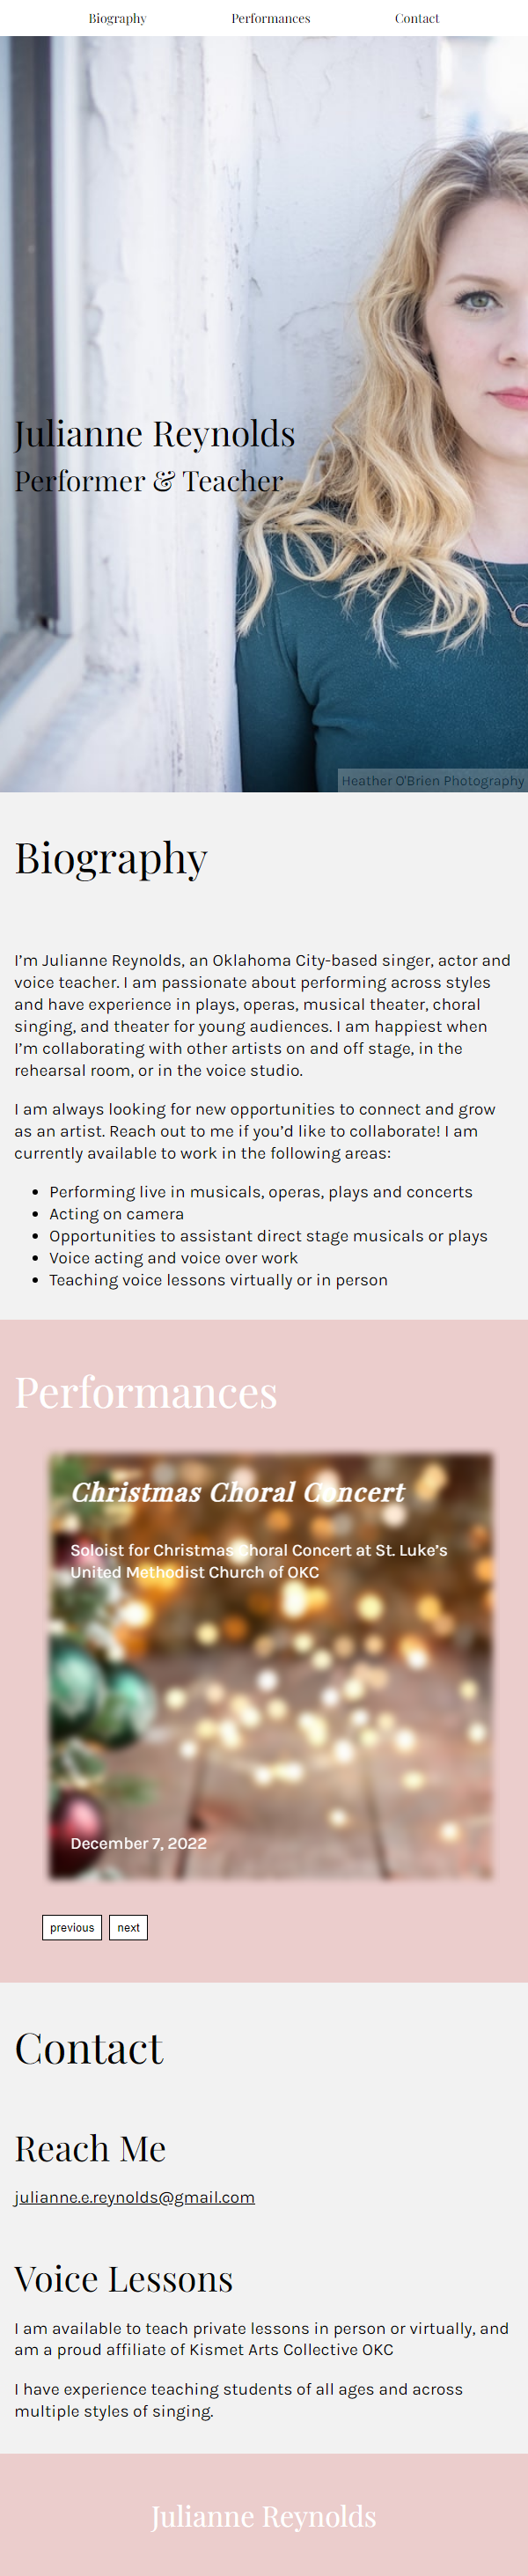 Biography Performances Contact
Julianne Reynolds
Performer & Teacher
Heather O'Brien Photography
Biography
I’m Julianne Reynolds, an Oklahoma City-based singer, actor and
voice teacher. I am passionate about performing across styles
and have experience in plays, operas, musical theater, choral
singing, and theater for young audiences. I am happiest when
I’m collaborating with other artists on and off stage, in the
rehearsal room, or in the voice studio.
I am always looking for new opportunities to connect and grow
as an artist. Reach out to me if you’d like to collaborate! I am
currently available to work in the following areas:
• Performing live in musicals, operas, plays and concerts
• Acting on camera
• Opportunities to assistant direct stage musicals or plays
• Voice acting and voice over work
• Teaching voice lessons virtually or in person
Performances
Christmas Choral Concert
Soloist for Christmas Choral Concert at St. Luke’s
United Methodist Church of OKC
December 7, 2022
previous next
Contact
Reach Me
julianne.e.reynolds@gmail.com
Voice Lessons
I am available to teach private lessons in person or virtually, and
am a proud affiliate of Kismet Arts Collective OKC
I have experience teaching students of all ages and across
multiple styles of singing.
Julianne Reynolds